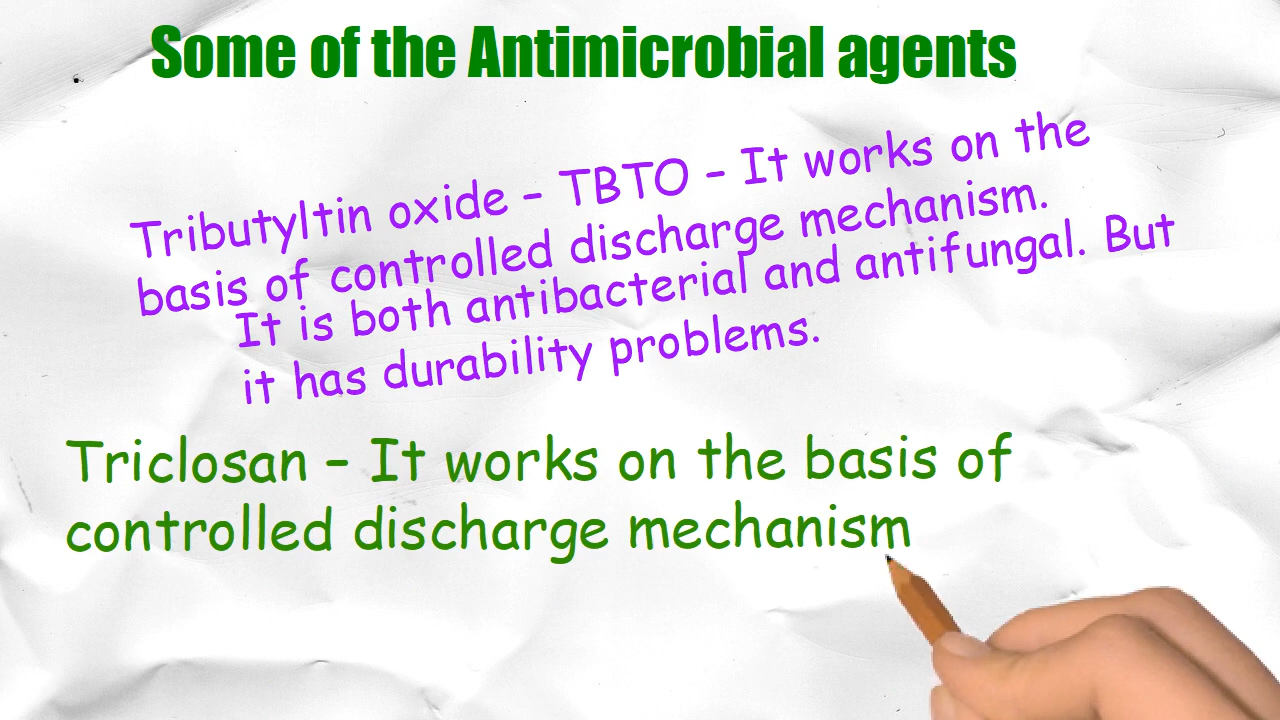 Some of the Antimicrobial agents
Tributyltin oxide – TBTO – It works on the
basis of controlled discharge mechanism.
It is both antibacterial and antifungal. But
it has durability problems.
Triclosan – It works on the basis of
controlled discharge mechanism